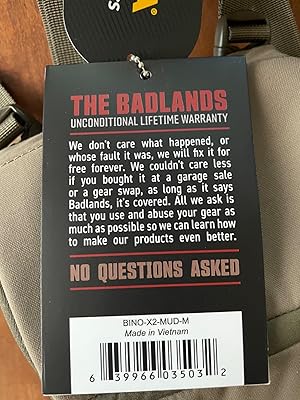 THE BADLANDS
UNCONDITIONAL LIFETIME WARRANTY
We don't care what happened, or
whose fault it was, we will fix it for
free forever. We couldn't care less
if you bought it at a garage sale
or a gear swap, as long as it says
Badlands, it's covered. All we ask is
that you use and abuse your gear as
much as possible so we can learn how
to make our products even better.
NO QUESTIONS ASKED
BINO-X2-MUD-M
Made in Vietnam
6 39966 03503 2